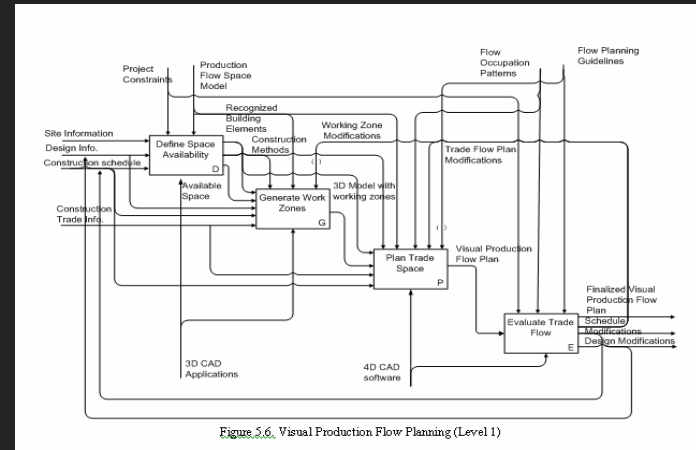 Project
Constraints
Production
Flow Space
Model
Flow
Occupation
Patterns
Flow Planning
Guidelines
Recognized
Building
Elements
Construction
Methods
Working Zone
Modifications
Trade Flow Plan
Modifications
Site Information
Design Info.
Construction schedule
Define Space
Availability
D
Available
Space
Construction
Trade Info.
Generate Work
Zones
G
3D Model with
working zones
Plan Trade
Space
P
Visual Production
Flow Plan
Evaluate Trade
Flow
E
Finalized Visual
Production Flow
Plan
Schedule
Modifications
Design Modifications
3D CAD
Applications
4D CAD
software
Figure 5.6. Visual Production Flow Planning (Level 1)